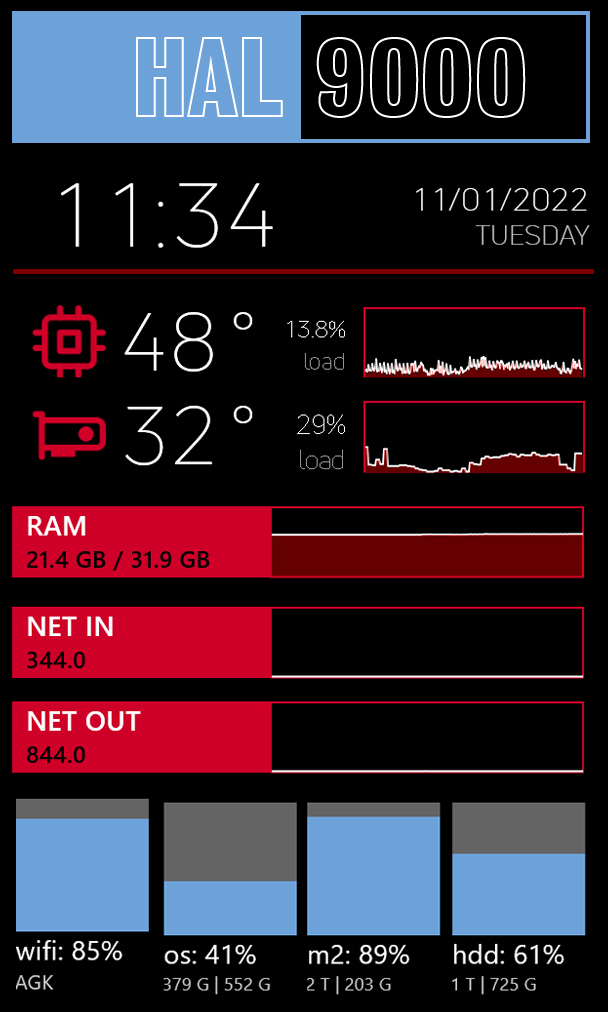 HAL 9000
11:34
11/01/2022
TUESDAY
48°
13.8%
load
32°
29%
load
RAM
21.4 GB / 31.9 GB
NET IN
344.0
NET OUT
844.0
wifi: 85%
AGK
os: 41%
379 G | 552 G
m2: 89%
2 T | 203 G
hdd: 61%
1 T | 725 G